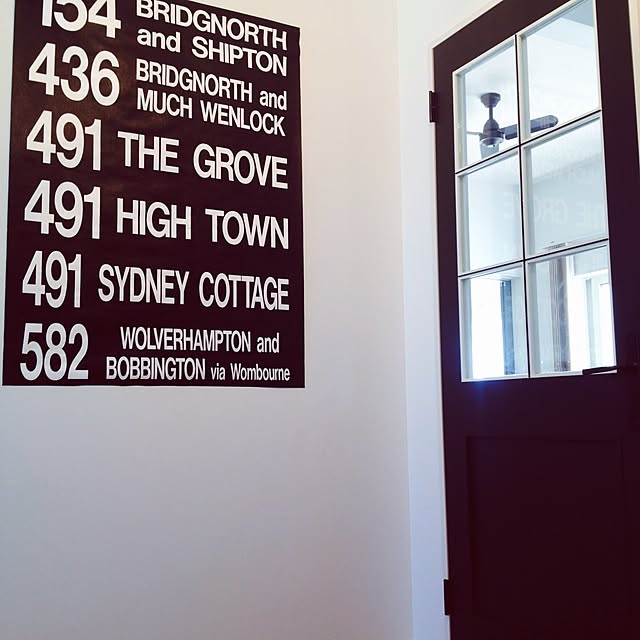 154 BRIDGNORTH
and SHIPTON
436 BRIDGNORTH and
MUCH WENLOCK
491 THE GROVE
491 HIGH TOWN
491 SYDNEY COTTAGE
582 WOLVERHAMPTON and
BOBBINGTON via Wombourne